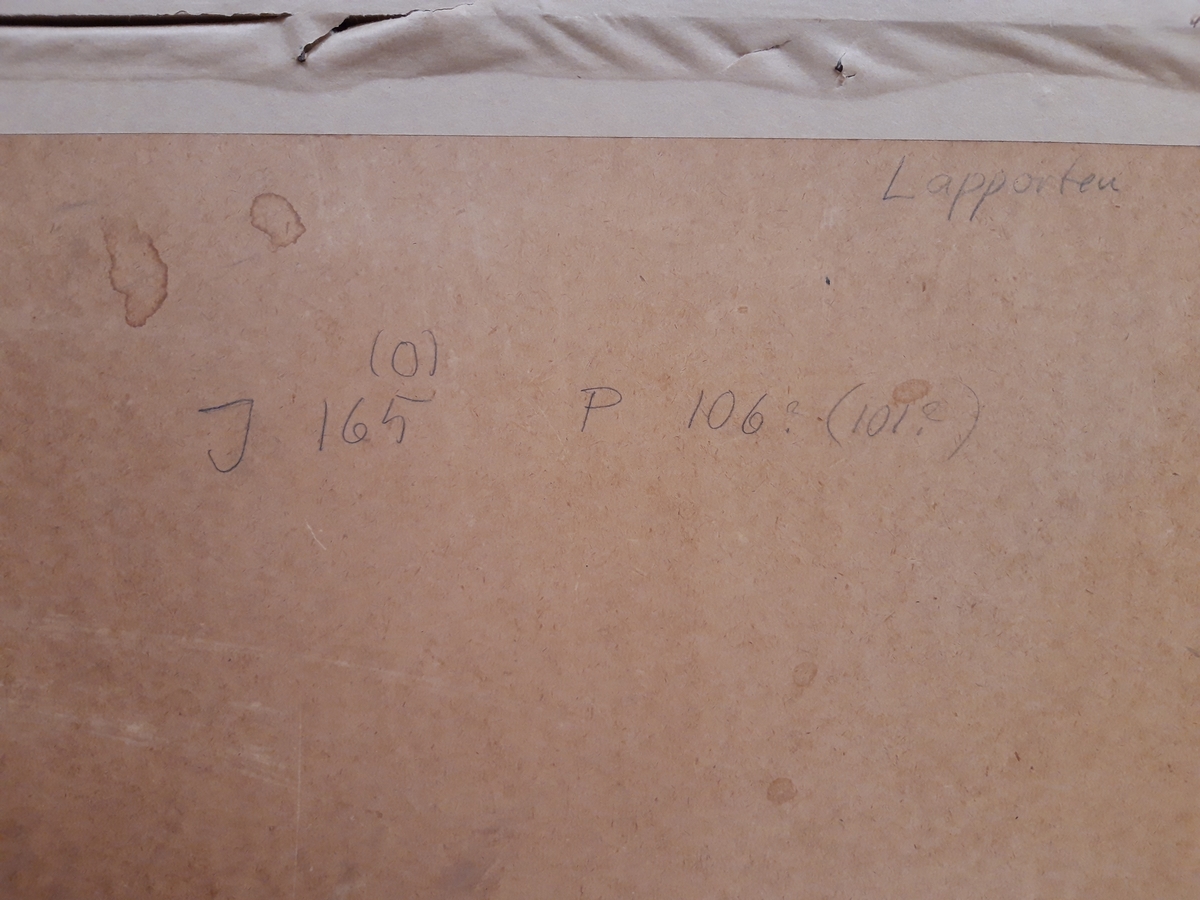 Lapporten
(0)
J 165 P 106? (101?)